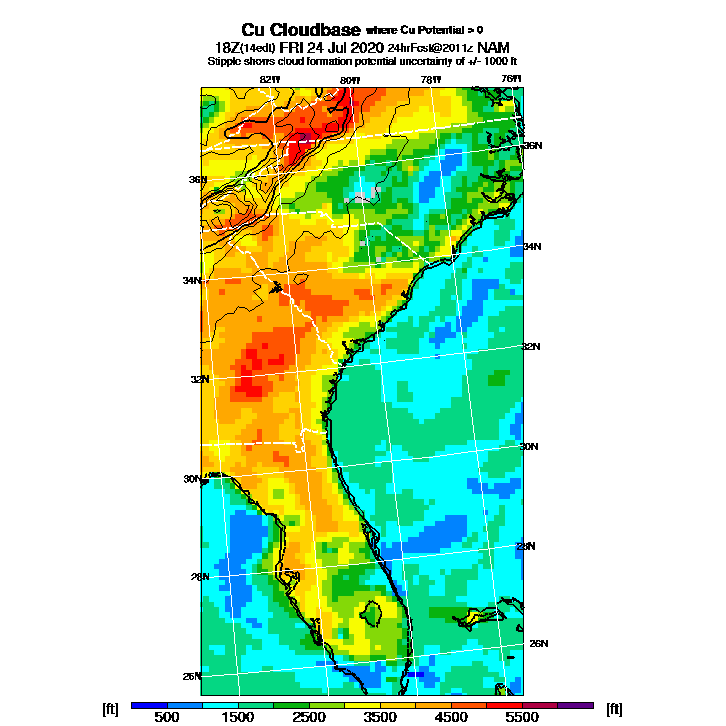 Cu Cloudbase where Cu Potential > 0
18Z(14edt) FRI 24 Jul 2020 24hrFcst@2011z NAM
Stipple shows cloud formation potential uncertainty of +/- 1000 ft
82W 80W 78W 76W
36N 36N
34N 34N
32N 32N
30N 30N
28N 28N
26N 26N
[ft] [ft]
500 1500 2500 3500 4500 5500